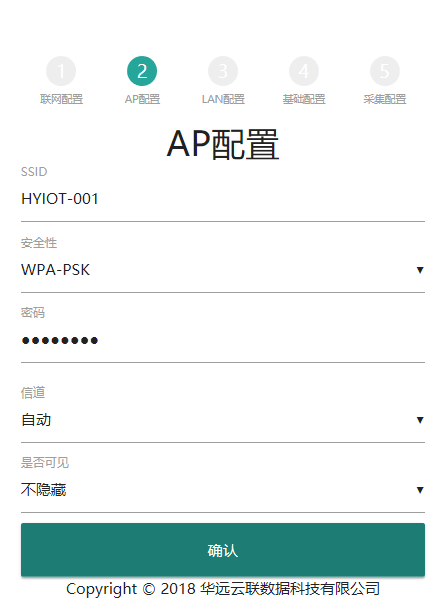 1 2 3 4 5
联网配置 AP配置 LAN配置 基础配置 采集配置
AP配置
SSID
HYIOT-001
安全性
WPA-PSK
密码
●●●●●●●●
信道
自动
是否可见
不隐藏
确认
Copyright © 2018 华远云联数据科技有限公司